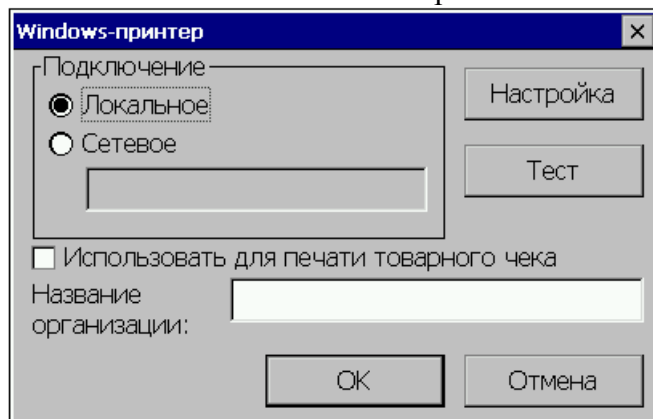 Windows-принтер
Подключение
Локальное
Настройка
Сетевое
Тест
Использовать для печати товарного чека
Название
организации:
OK
Отмена